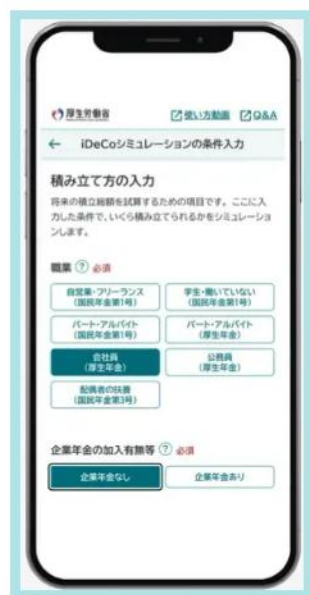 厚生労働省 使い方動画 Q&A
← iDeCoシミュレーションの条件入力
積み立て方の入力
将来の積立総額を試算するための項目です。ここに入
力した条件で、いくら積み立てられるかをシミュレーショ
ンします。
職業 ? 必須
自営業・フリーランス
(国民年金第1号)
学生・働いていない
(国民年金第1号)
パート・アルバイト
(国民年金第1号)
パート・アルバイト
(厚生年金)
会社員
(厚生年金)
公務員
(厚生年金)
配偶者の扶養
(国民年金第3号)
企業年金の加入有無等 ? 必須
企業年金なし
企業年金あり